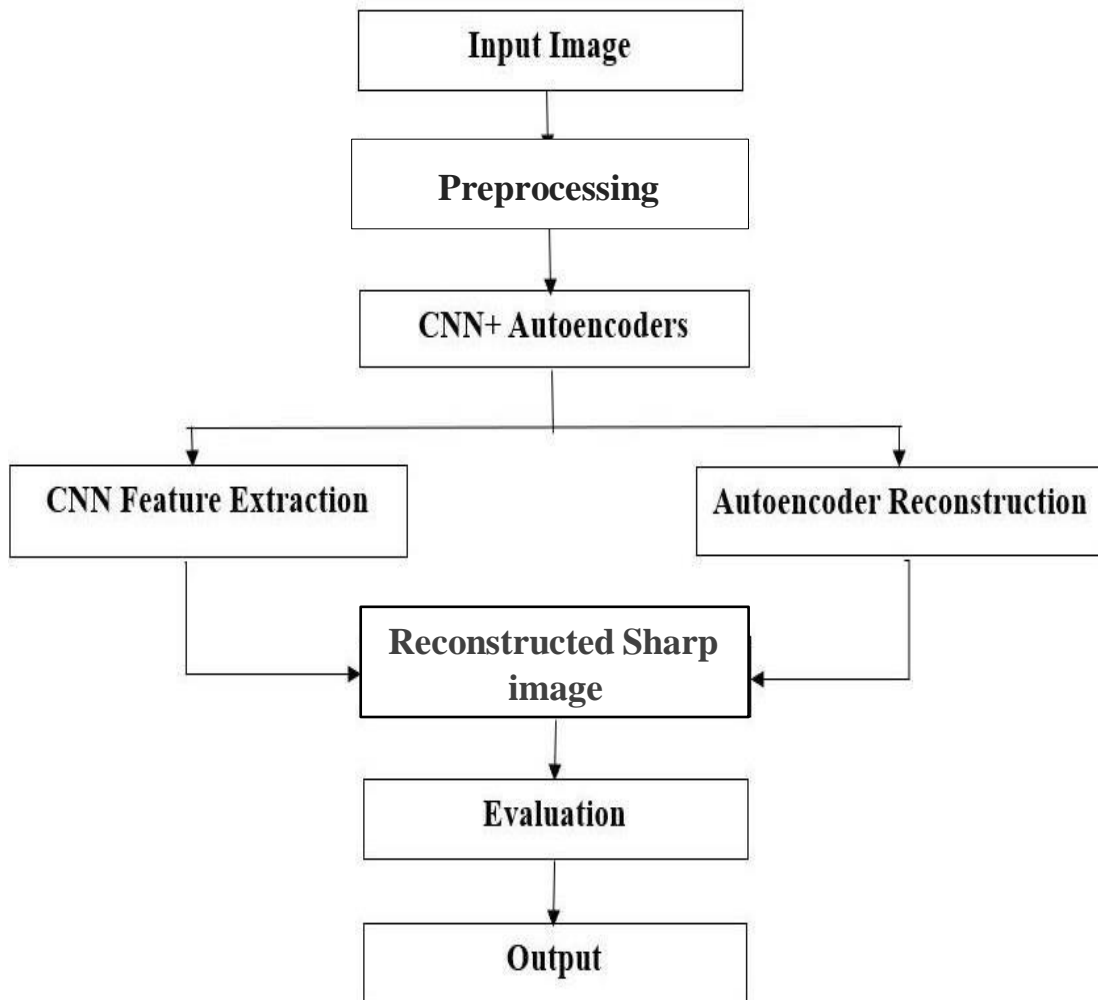 Input Image
Preprocessing
CNN+ Autoencoders
CNN Feature Extraction
Autoencoder Reconstruction
Reconstructed Sharp
image
Evaluation
Output